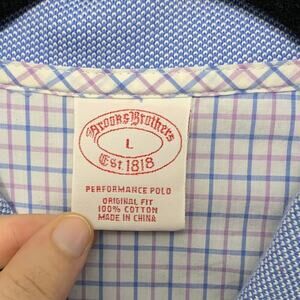 Brooks Brothers
L
Est. 1818
PERFORMANCE POLO
ORIGINAL FIT
100% COTTON
MADE IN CHINA